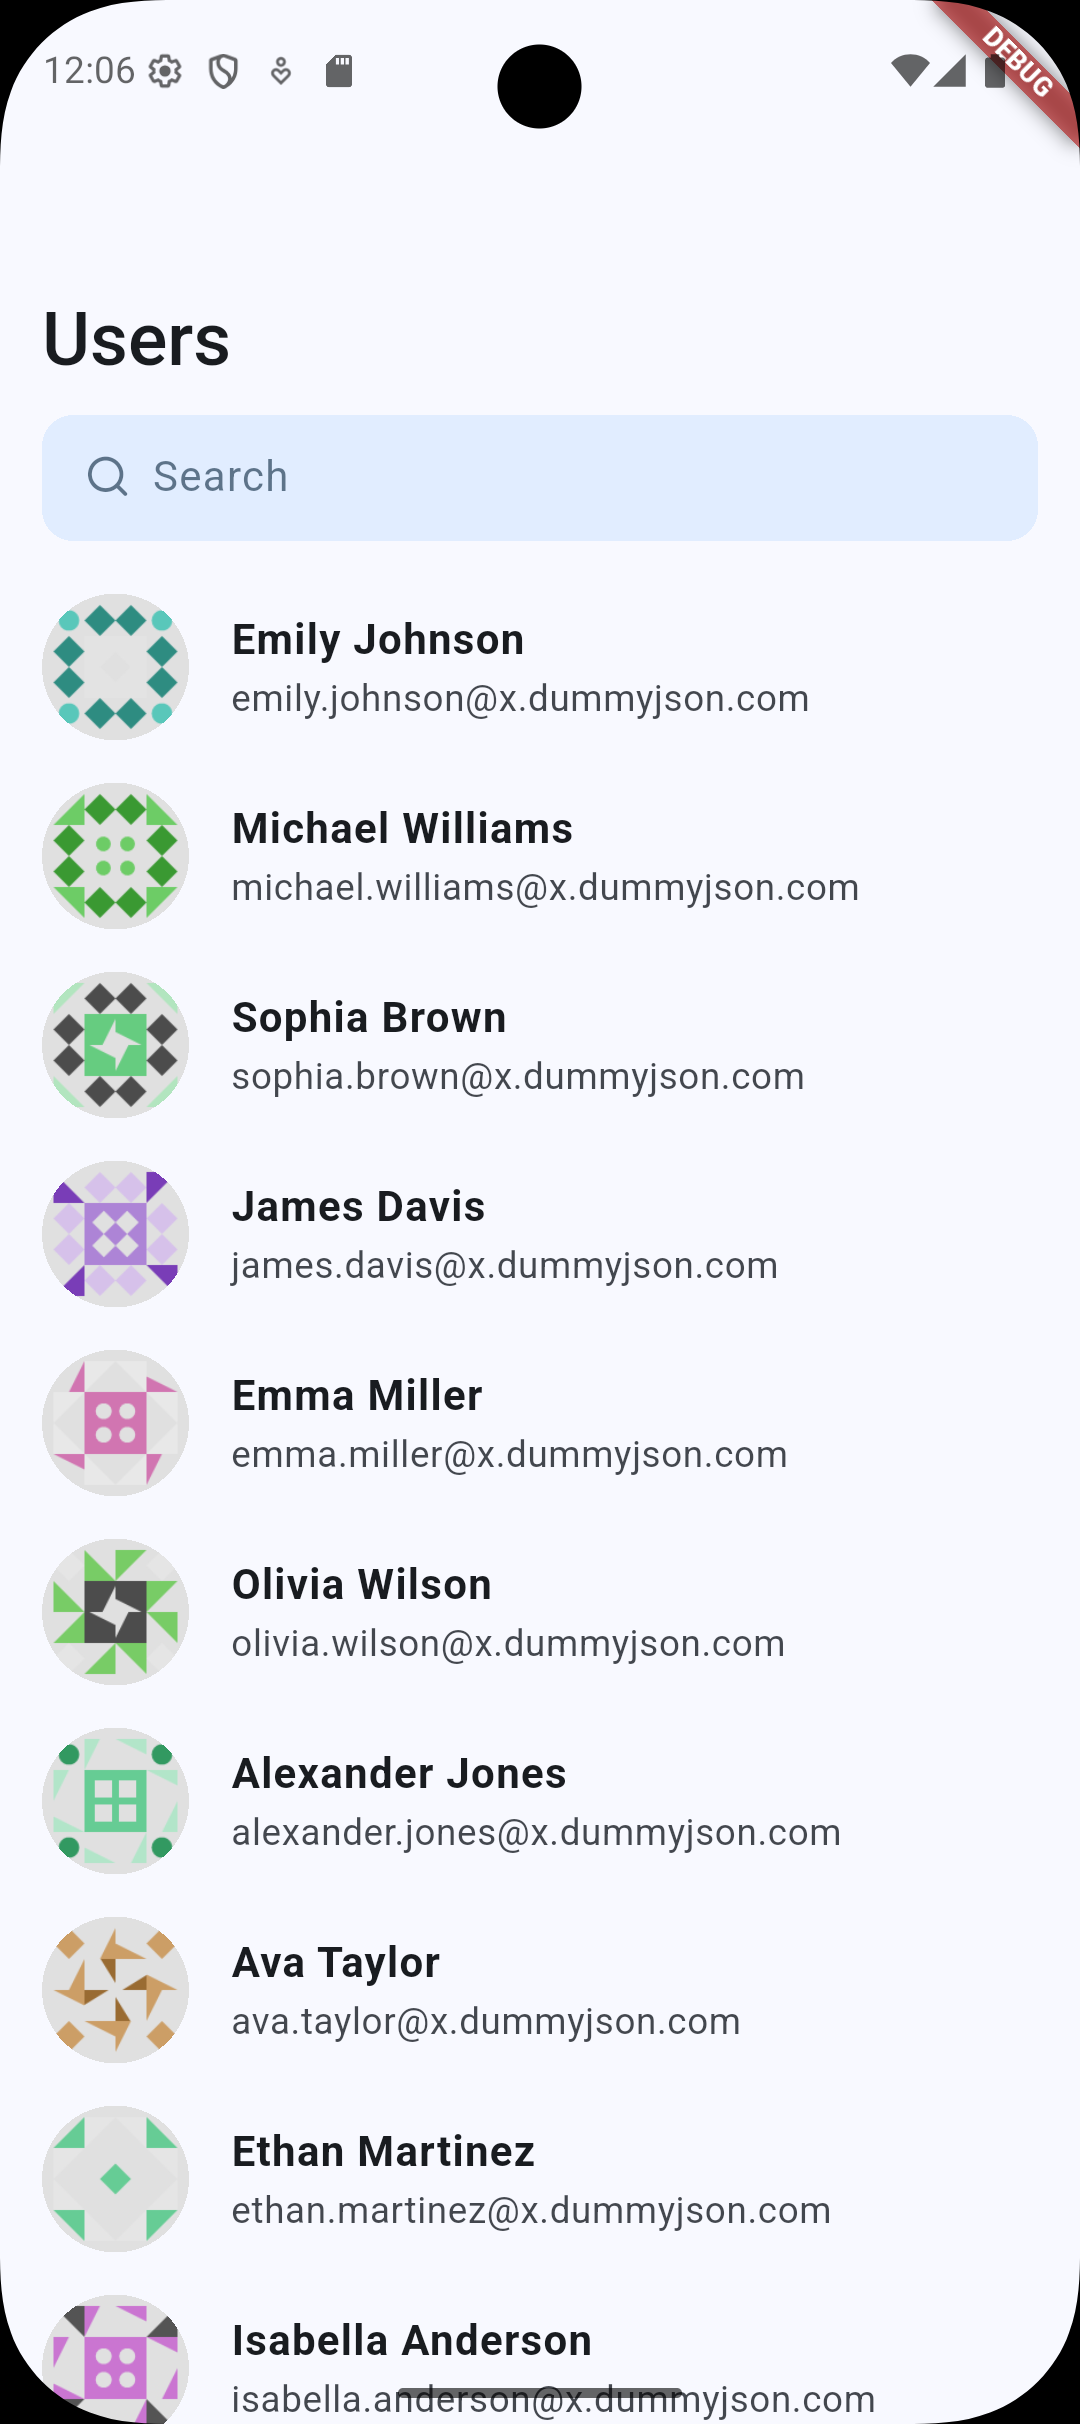 12:06
DEBUG
Users
Search
Emily Johnson
emily.johnson@x.dummyjson.com
Michael Williams
michael.williams@x.dummyjson.com
Sophia Brown
sophia.brown@x.dummyjson.com
James Davis
james.davis@x.dummyjson.com
Emma Miller
emma.miller@x.dummyjson.com
Olivia Wilson
olivia.wilson@x.dummyjson.com
Alexander Jones
alexander.jones@x.dummyjson.com
Ava Taylor
ava.taylor@x.dummyjson.com
Ethan Martinez
ethan.martinez@x.dummyjson.com
Isabella Anderson
isabella.anderson@x.dummyjson.com